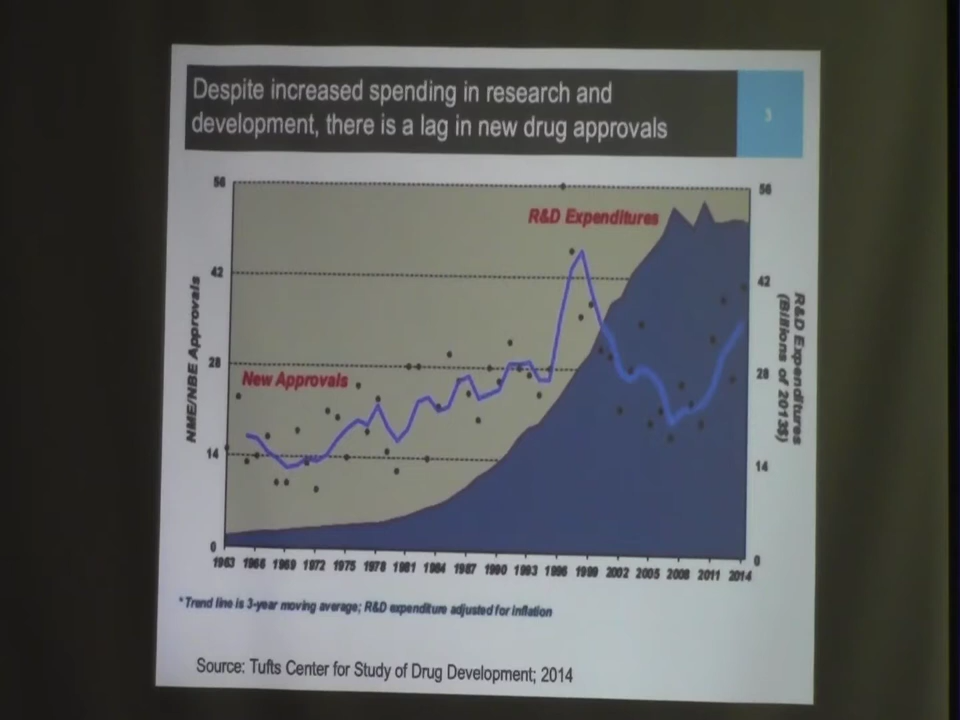 Despite increased spending in research and
development, there is a lag in new drug approvals
3
56
42
28
14
0
NME/NBE Approvals
New Approvals
R&D Expenditures
56
42
28
14
0
R&D Expenditures
(Billions of 2013$)
1963 1966 1969 1972 1975 1978 1981 1984 1987 1990 1993 1996 1999 2002 2005 2008 2011 2014
* Trend line is 3-year moving average; R&D expenditure adjusted for inflation
Source: Tufts Center for Study of Drug Development; 2014